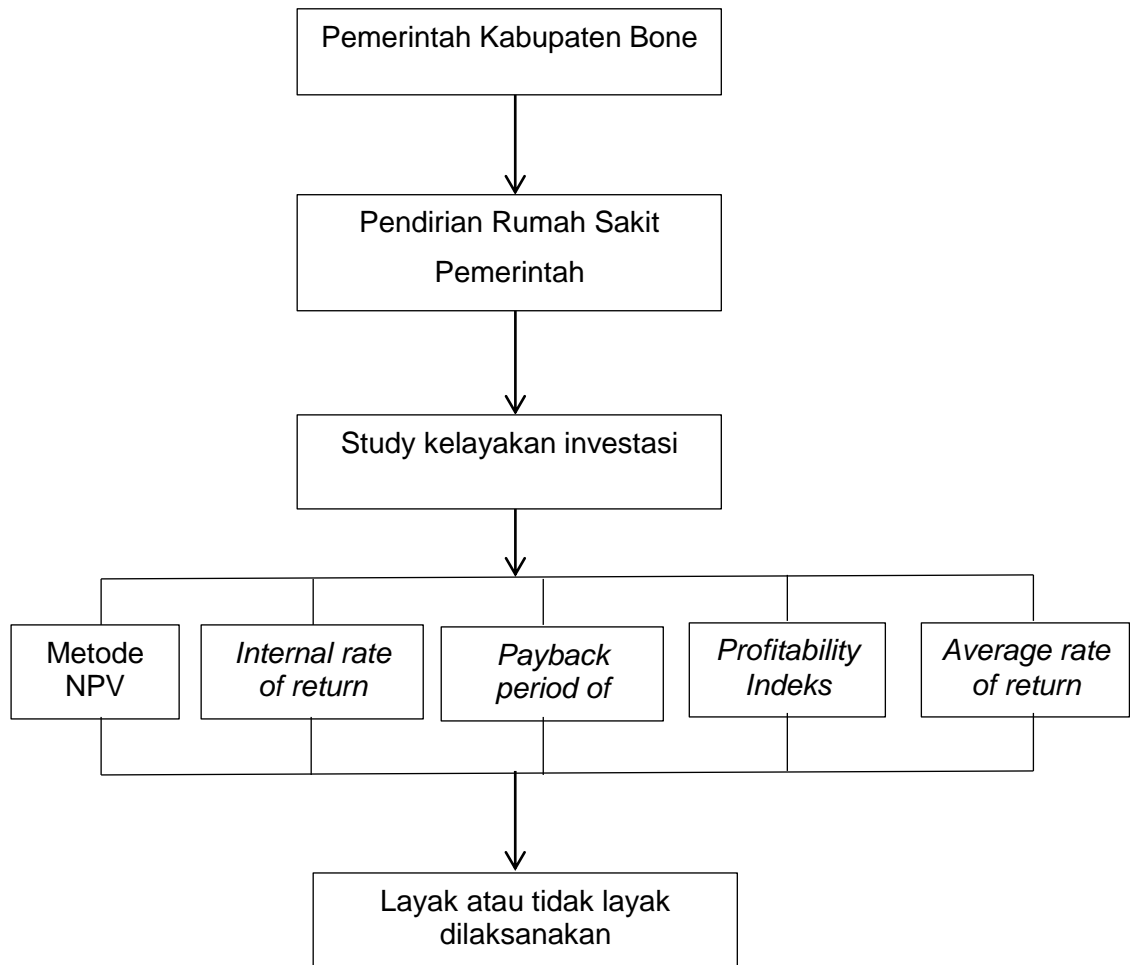 Pemerintah Kabupaten Bone
Pendirian Rumah Sakit
Pemerintah
Study kelayakan investasi
Metode
NPV
Internal rate
of return
Payback
period of
Profitability
Indeks
Average rate
of return
Layak atau tidak layak
dilaksanakan